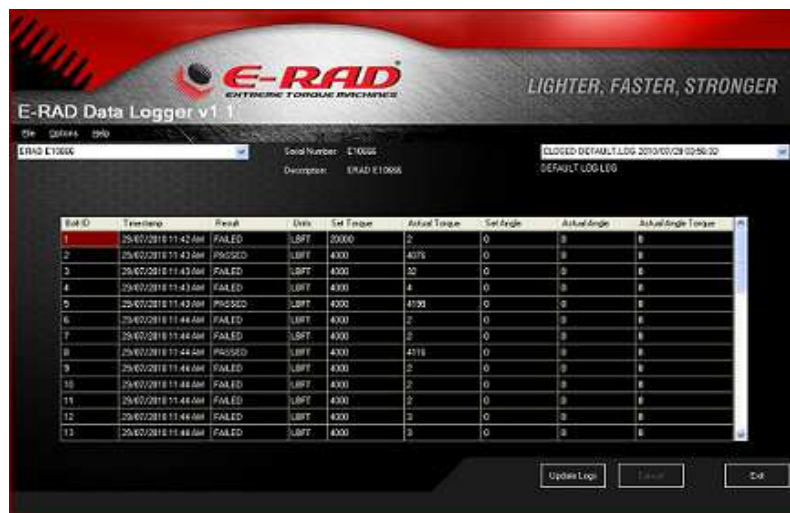 E-RAD
EXTREME TORQUE MACHINES
LIGHTER, FASTER, STRONGER
E-RAD Data Logger v1.1
File Options Help
ERAD E10666 Serial Number: E10666 CLOSED DEFAULT.LOG 2010/07/29 03:56:32
Description: ERAD E10666 DEFAULT LOG.LOG
Bolt ID Timestamp Result Units Set Torque Actual Torque Set Angle Actual Angle Actual Angle Torque
1 29/07/2010 11:42 AM FAILED LBFT 20000 2 0 0 0
2 29/07/2010 11:43 AM PASSED LBFT 4000 4076 0 0 0
3 29/07/2010 11:43 AM FAILED LBFT 4000 32 0 0 0
4 29/07/2010 11:43 AM FAILED LBFT 4000 4 0 0 0
5 29/07/2010 11:43 AM PASSED LBFT 4000 4199 0 0 0
6 29/07/2010 11:44 AM FAILED LBFT 4000 2 0 0 0
7 29/07/2010 11:44 AM FAILED LBFT 4000 2 0 0 0
8 29/07/2010 11:44 AM PASSED LBFT 4000 4116 0 0 0
9 29/07/2010 11:44 AM FAILED LBFT 4000 2 0 0 0
10 29/07/2010 11:44 AM FAILED LBFT 4000 2 0 0 0
11 29/07/2010 11:44 AM FAILED LBFT 4000 2 0 0 0
12 29/07/2010 11:44 AM FAILED LBFT 4000 3 0 0 0
13 29/07/2010 11:44 AM FAILED LBFT 4000 3 0 0 0
Update Logs Exit